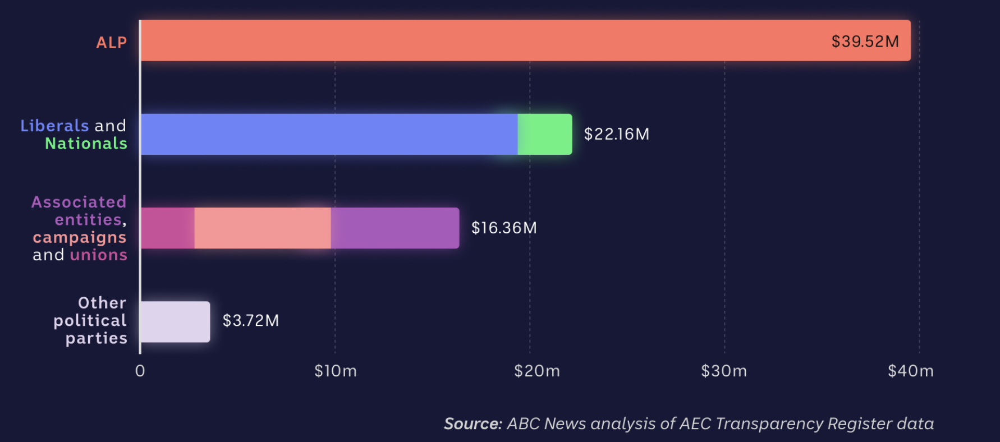 ALP
$39.52M
Liberals and
Nationals
$22.16M
Associated
entities,
campaigns
and unions
$16.36M
Other
political
parties
$3.72M
0 $10m $20m $30m $40m
Source: ABC News analysis of AEC Transparency Register data